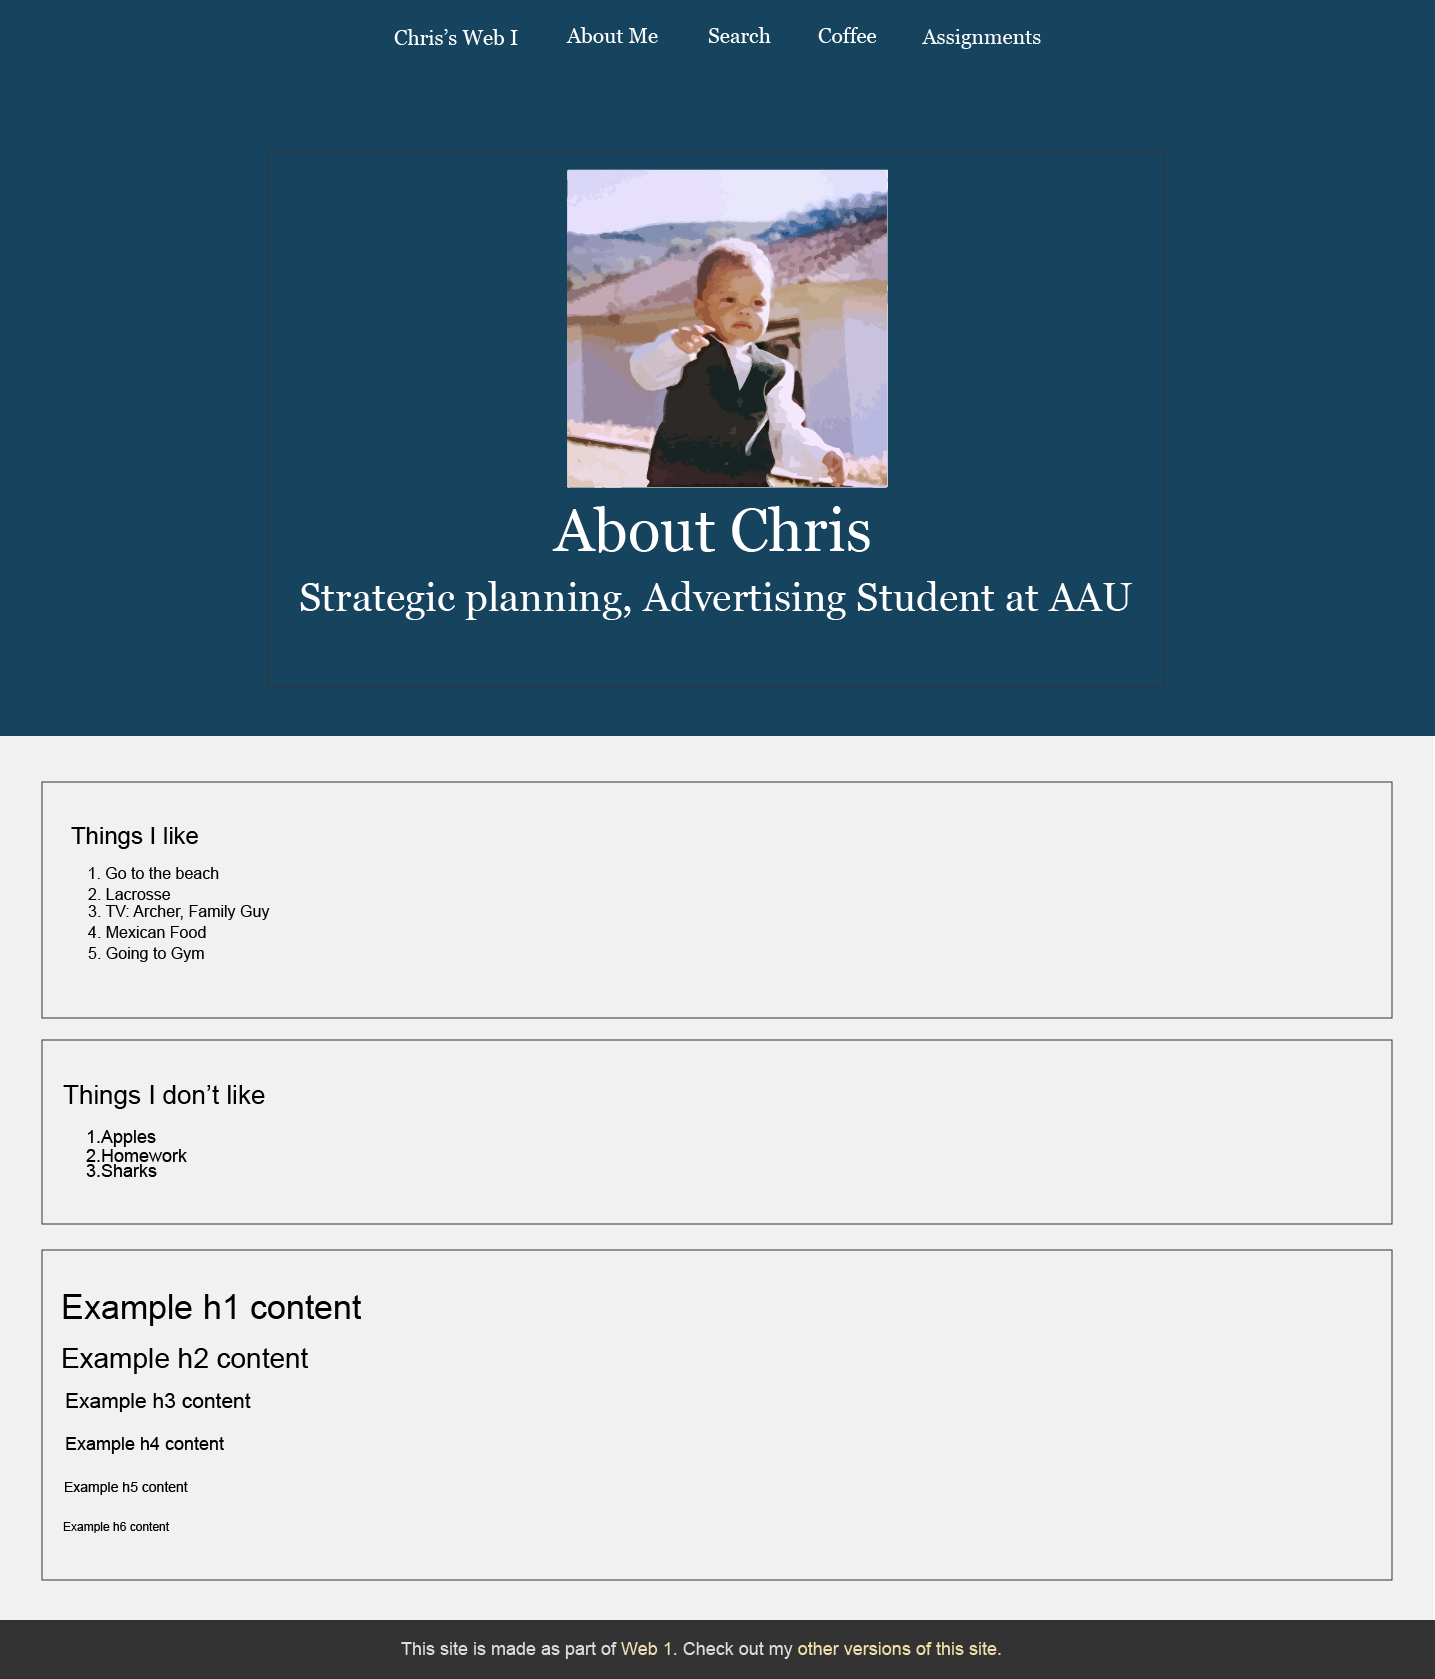 Chris’s Web I About Me Search Coffee Assignments
About Chris
Strategic planning, Advertising Student at AAU
Things I like
1. Go to the beach
2. Lacrosse
3. TV: Archer, Family Guy
4. Mexican Food
5. Going to Gym
Things I don’t like
1.Apples
2.Homework
3.Sharks
Example h1 content
Example h2 content
Example h3 content
Example h4 content
Example h5 content
Example h6 content
This site is made as part of Web 1. Check out my other versions of this site.